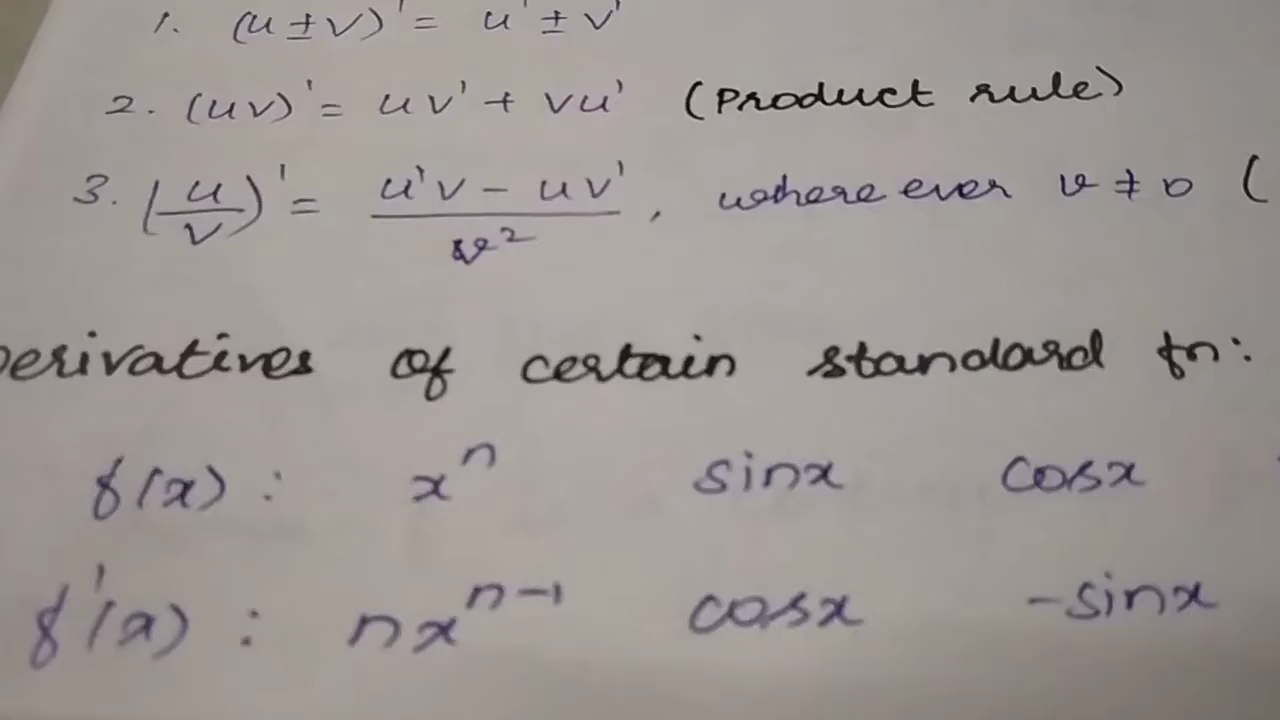 1. (u ± v)' = u' ± v'
2. (uv)' = uv' + vu' (Product rule)
3. (u/v)' = u'v - uv' / v², where ever v ≠ 0 (
Derivatives of certain standard fn:
f(x) : xⁿ sinx cosx
f'(x) : nxⁿ⁻¹ cosx -sinx